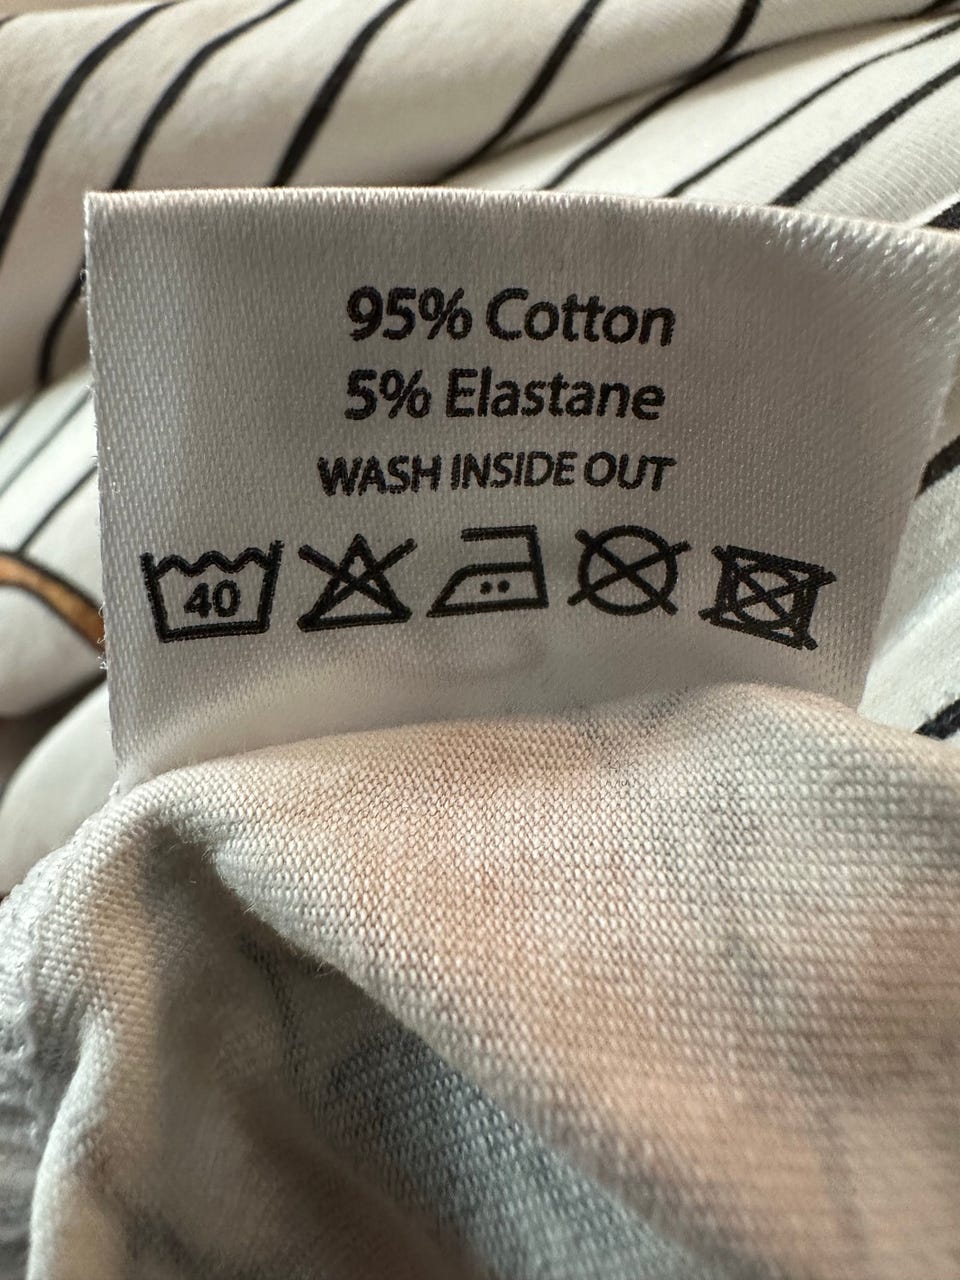 95% Cotton
5% Elastane
WASH INSIDE OUT
40